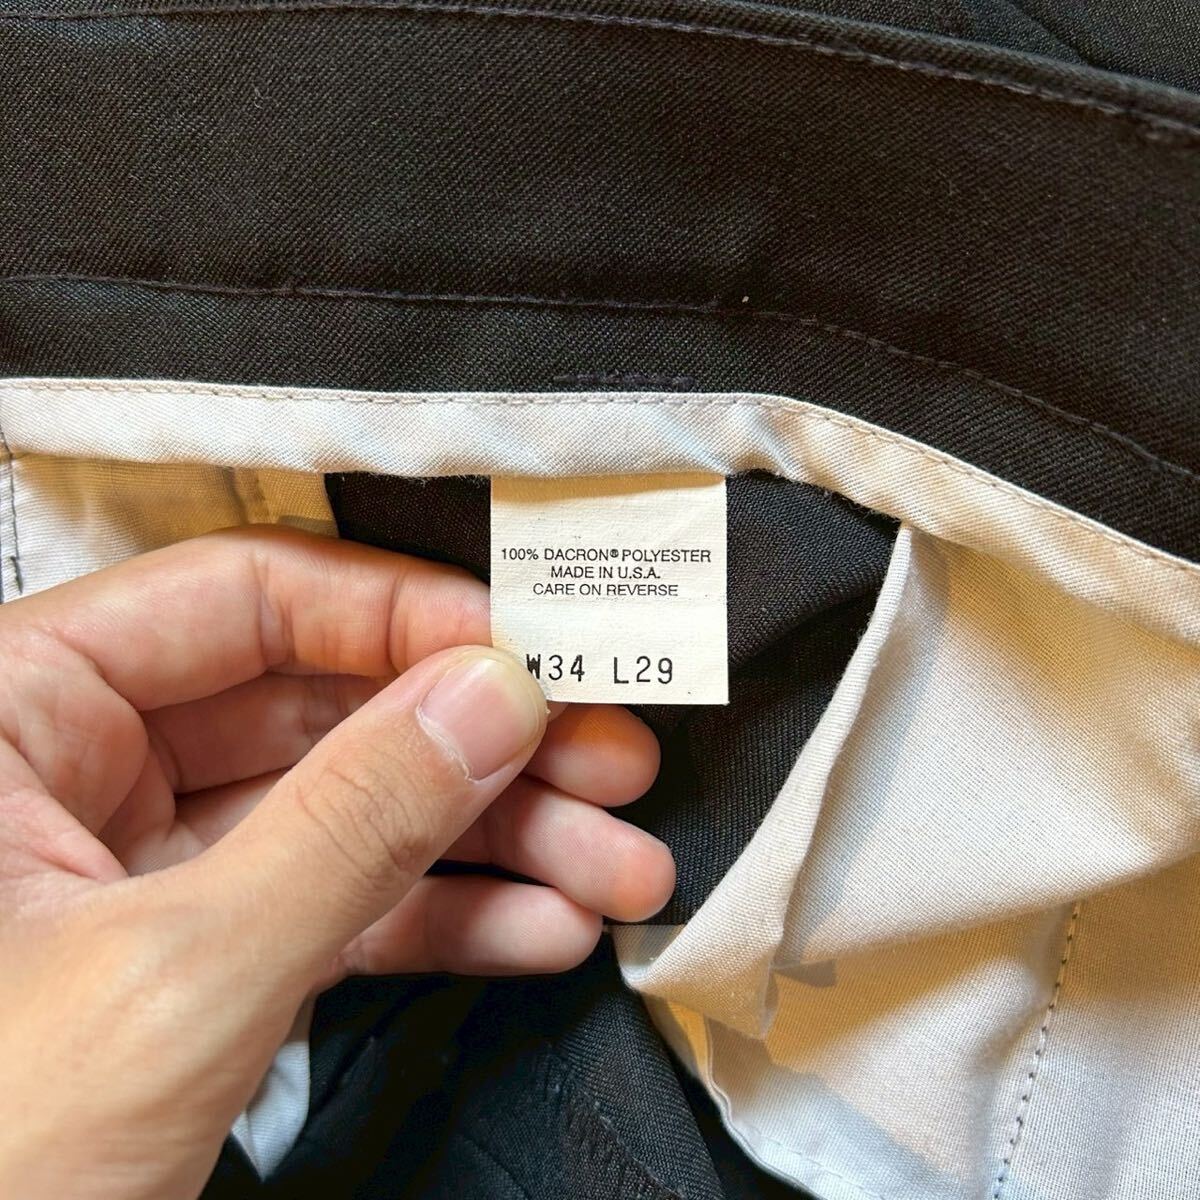 100% DACRON® POLYESTER
MADE IN U.S.A.
CARE ON REVERSE
W34 L29